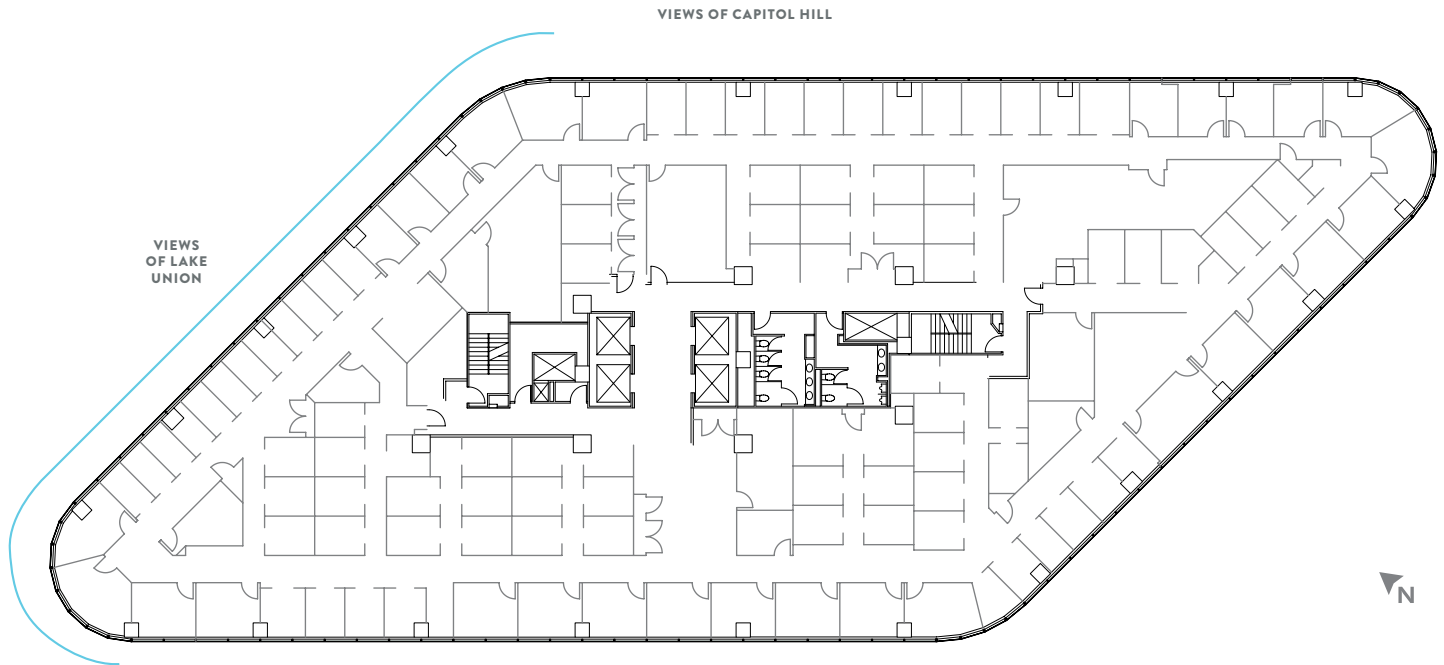 VIEWS OF CAPITOL HILL
VIEWS
OF LAKE
UNION
N